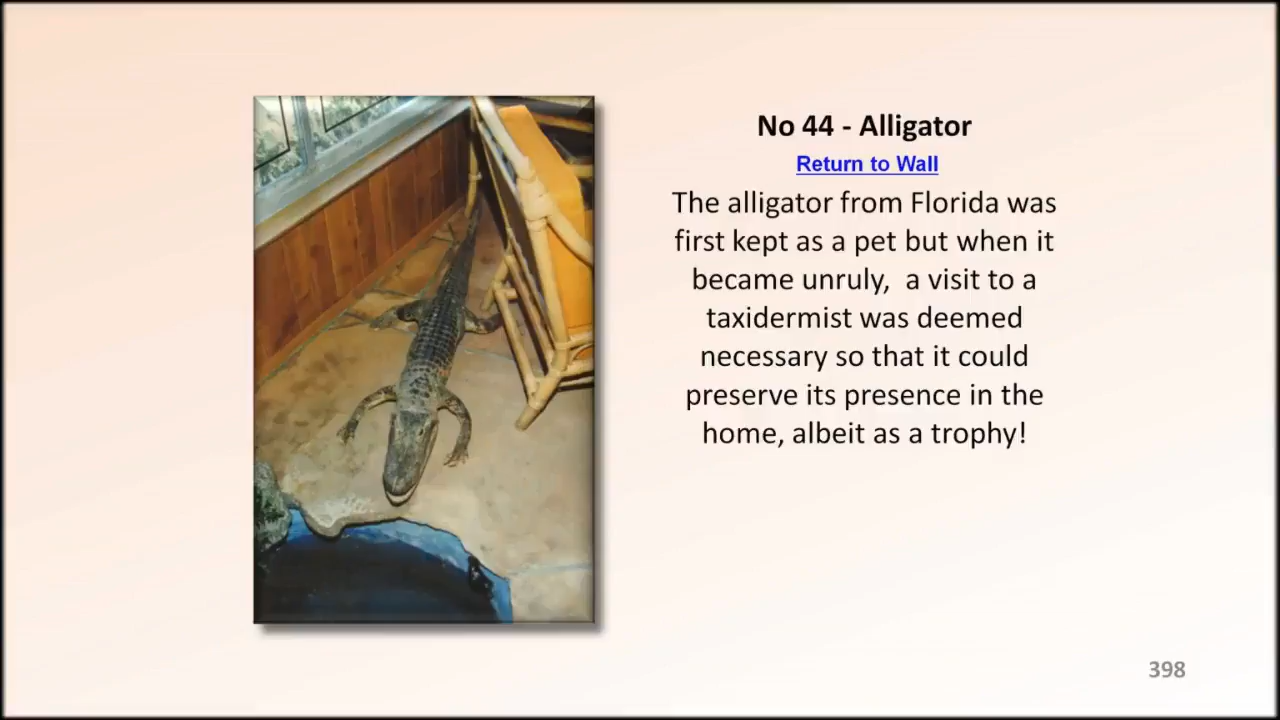 No 44 - Alligator
Return to Wall
The alligator from Florida was
first kept as a pet but when it
became unruly,  a visit to a
taxidermist was deemed
necessary so that it could
preserve its presence in the
home, albeit as a trophy!
398